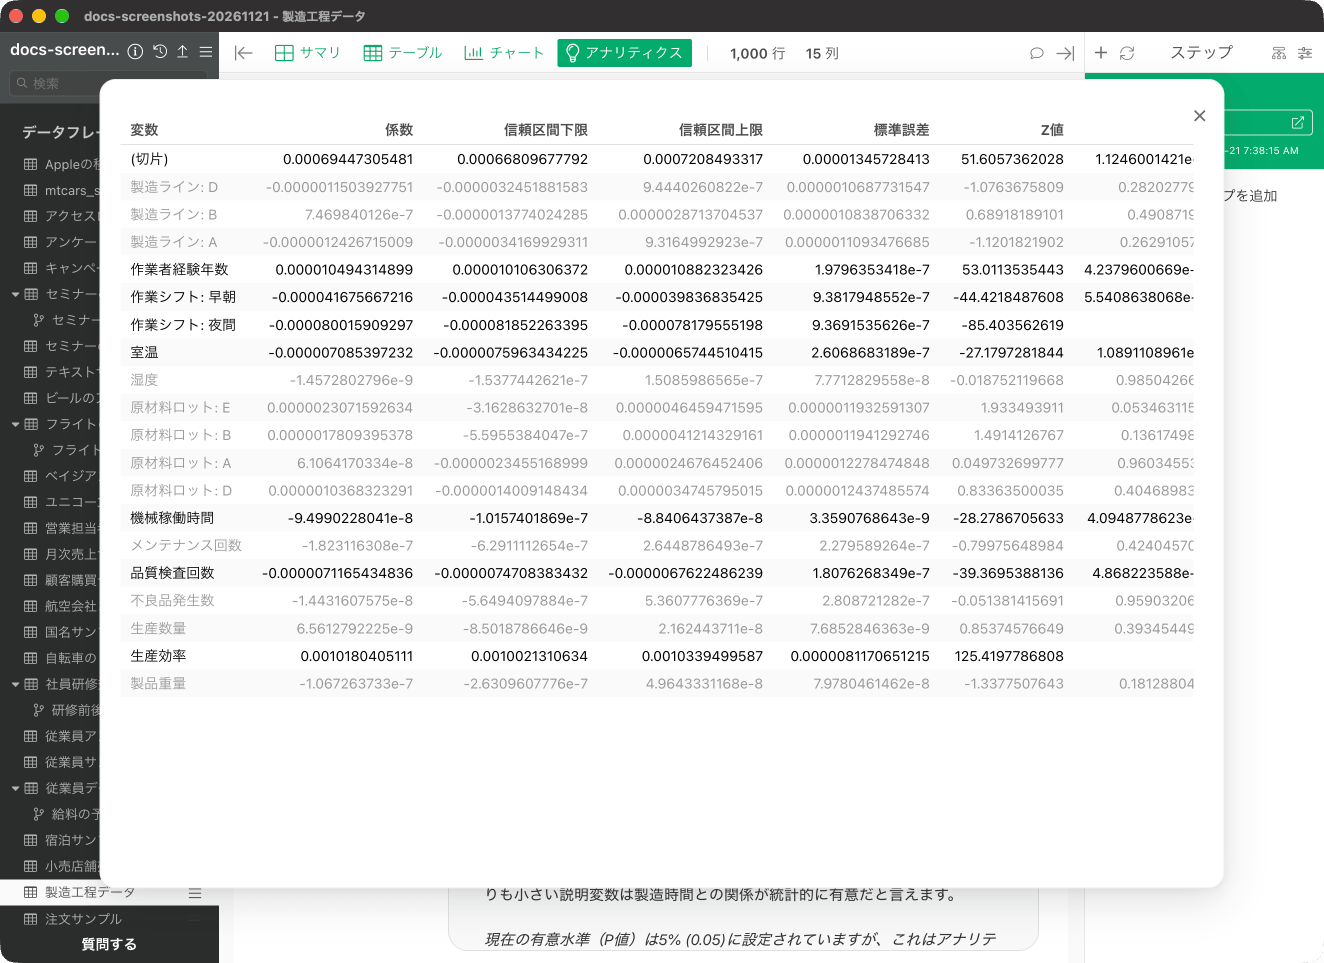 docs-screenshots-20261121 - 製造工程データ
docs-screen...
サマリ
テーブル
チャート
アナリティクス
1,000 行
15 列
ステップ
検索
データフレー
Appleの
mtcars_s
アクセス
アンケー
キャンペ
セミナー
セミナー
セミナー
テキスト
ビールの
フライト
フライト
ベイジア
ユニコー
営業担当
月次売上
顧客購買
航空会社
国名サン
自転車の
社員研修
研修前後
従業員ア
従業員サ
従業員デ
給料の予
宿泊サン
小売店舗
製造工程データ
注文サンプル
質問する
-21 7:38:15 AM
プを追加
変数 係数 信頼区間下限 信頼区間上限 標準誤差 Z値
(切片) 0.00069447305481 0.00066809677792 0.0007208493317 0.00001345728413 51.6057362028 1.1246001421e-
製造ライン: D -0.0000011503927751 -0.0000032451881583 9.4440260822e-7 0.0000010687731547 -1.0763675809 0.28202779
製造ライン: B 7.469840126e-7 -0.0000013774024285 0.0000028713704537 0.0000010838706332 0.68918189101 0.4908719
製造ライン: A -0.0000012426715009 -0.0000034169929311 9.3164992923e-7 0.0000011093476685 -1.1201821902 0.26291057
作業者経験年数 0.000010494314899 0.000010106306372 0.000010882323426 1.9796353418e-7 53.0113535443 4.2379600669e-
作業シフト: 早朝 -0.000041675667216 -0.000043514499008 -0.000039836835425 9.3817948552e-7 -44.4218487608 5.5408638068e-
作業シフト: 夜間 -0.000080015909297 -0.000081852263395 -0.000078179555198 9.3691535626e-7 -85.403562619
室温 -0.000007085397232 -0.0000075963434225 -0.0000065744510415 2.6068683189e-7 -27.1797281844 1.0891108961e
湿度 -1.4572802796e-9 -1.5377442621e-7 1.5085986565e-7 7.7712829558e-8 -0.018752119668 0.98504266
原材料ロット: E 0.0000023071592634 -3.1628632701e-8 0.0000046459471595 0.0000011932591307 1.933493911 0.053463115
原材料ロット: B 0.0000017809395378 -5.5955384047e-7 0.0000041214329161 0.0000011941292746 1.4914126767 0.13617498
原材料ロット: A 6.1064170334e-8 -0.0000023455168999 0.0000024676452406 0.0000012278474848 0.049732699777 0.96034553
原材料ロット: D 0.0000010368323291 -0.0000014009148434 0.0000034745795015 0.0000012437485574 0.83363500035 0.40468983
機械稼働時間 -9.4990228041e-8 -1.0157401869e-7 -8.8406437387e-8 3.3590768643e-9 -28.2786705633 4.0948778623e-
メンテナンス回数 -1.823116308e-7 -6.2911112654e-7 2.6448786493e-7 2.279589264e-7 -0.79975648984 0.42404570
品質検査回数 -0.0000071165434836 -0.0000074708383432 -0.0000067622486239 1.8076268349e-7 -39.3695388136 4.868223588e-
不良品発生数 -1.4431607575e-8 -5.6494097884e-7 5.3607776369e-7 2.808721282e-7 -0.051381415691 0.95903206
生産数量 6.5612792225e-9 -8.5018786646e-9 2.162443711e-8 7.6852846363e-9 0.85374576649 0.39345449
生産効率 0.0010180405111 0.0010021310634 0.0010339499587 0.0000081170651215 125.4197786808
製品重量 -1.067263733e-7 -2.6309607776e-7 4.9643331168e-8 7.9780461462e-8 -1.3377507643 0.18128804
りも小さい説明変数は製造時間との関係が統計的に有意だと言えます。
現在の有意水準（P値）は5% (0.05)に設定されていますが、これはアナリテ